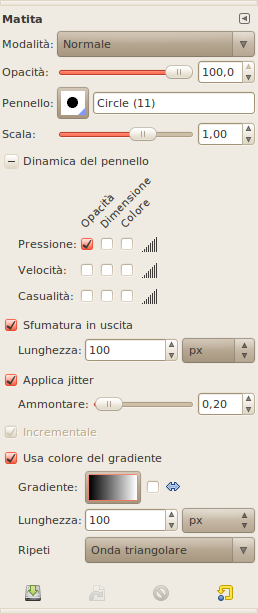 Matita
Modalità: Normale
Opacità: 100,0
Pennello: Circle (11)
Scala: 1,00
Dinamica del pennello
Opacità Dimensione Colore
Pressione:
Velocità:
Casualità:
Sfumatura in uscita
Lunghezza: 100 px
Applica jitter
Ammontare: 0,20
Incrementale
Usa colore del gradiente
Gradiente:
Lunghezza: 100 px
Ripeti Onda triangolare